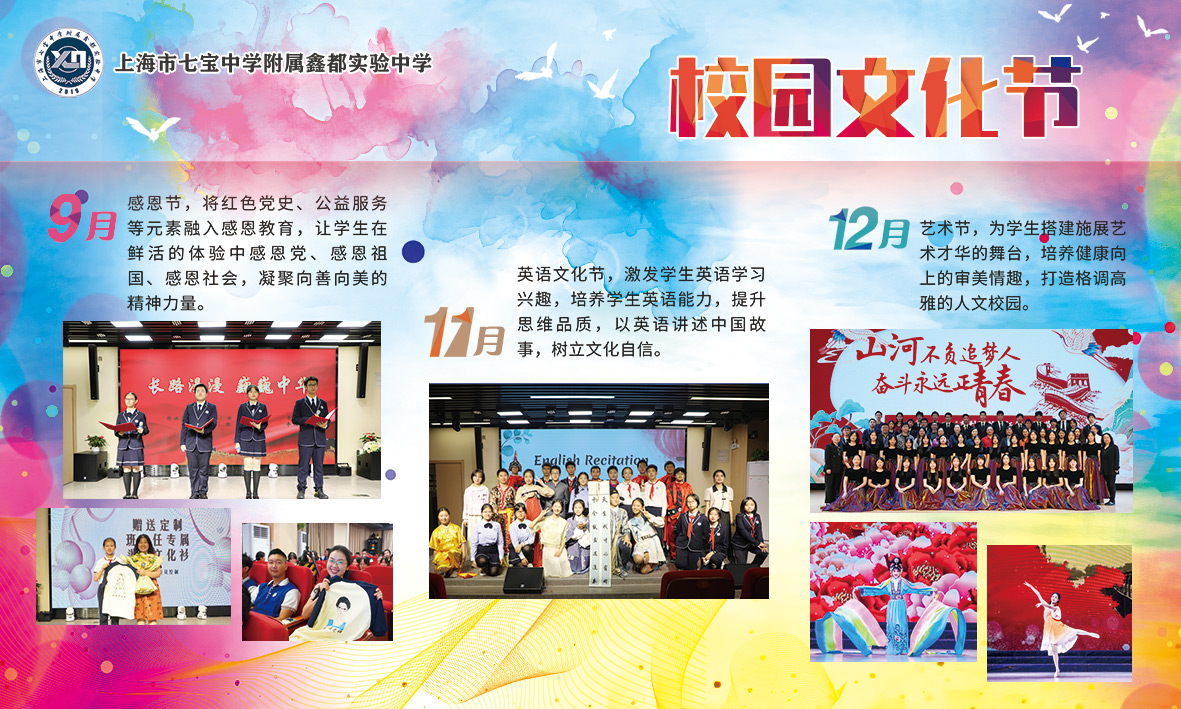 上海市七宝中学附属鑫都实验中学
2019
校园文化节
9月
感恩节，将红色党史、公益服务
等元素融入感恩教育，让学生在
鲜活的体验中感恩党、感恩祖
国、感恩社会，凝聚向善向美的
精神力量。
长路漫漫 巍巍中华
赠送定制
11月
英语文化节，激发学生英语学习
兴趣，培养学生英语能力，提升
思维品质，以英语讲述中国故
事，树立文化自信。
English Recitation
12月
艺术节，为学生搭建施展艺
术才华的舞台，培养健康向
上的审美情趣，打造格调高
雅的人文校园。
山河不负追梦人
奋斗永远正青春